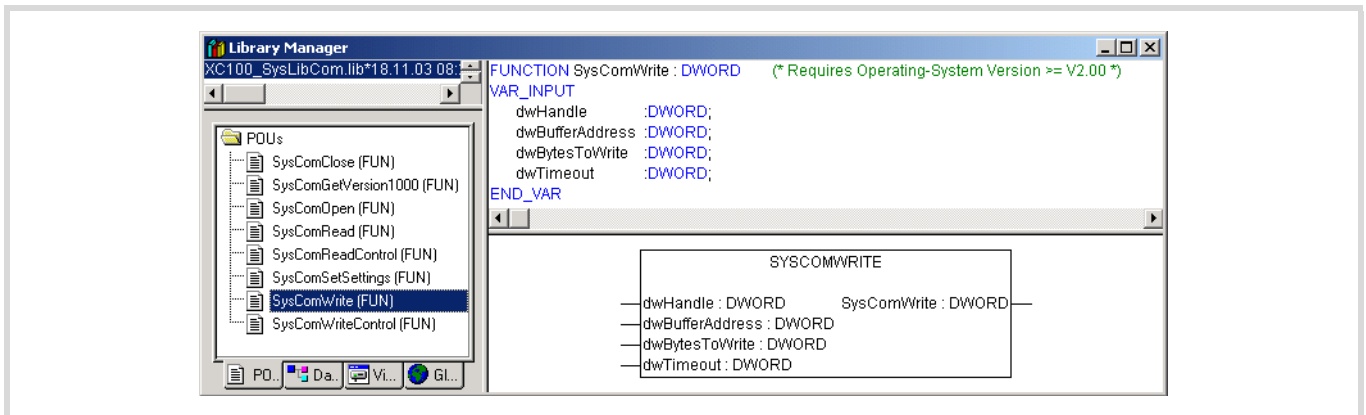 Library Manager
XC100_SysLibCom.lib*18.11.03 08:
POUs
SysComClose (FUN)
SysComGetVersion1000 (FUN)
SysComOpen (FUN)
SysComRead (FUN)
SysComReadControl (FUN)
SysComSetSettings (FUN)
SysComWrite (FUN)
SysComWriteControl (FUN)
PO.. Da.. Vi... Gl...
FUNCTION SysComWrite : DWORD (* Requires Operating-System Version >= V2.00 *)
VAR_INPUT
dwHandle :DWORD;
dwBufferAddress :DWORD;
dwBytesToWrite :DWORD;
dwTimeout :DWORD;
END_VAR
SYSCOMWRITE
dwHandle : DWORD SysComWrite : DWORD
dwBufferAddress : DWORD
dwBytesToWrite : DWORD
dwTimeout : DWORD